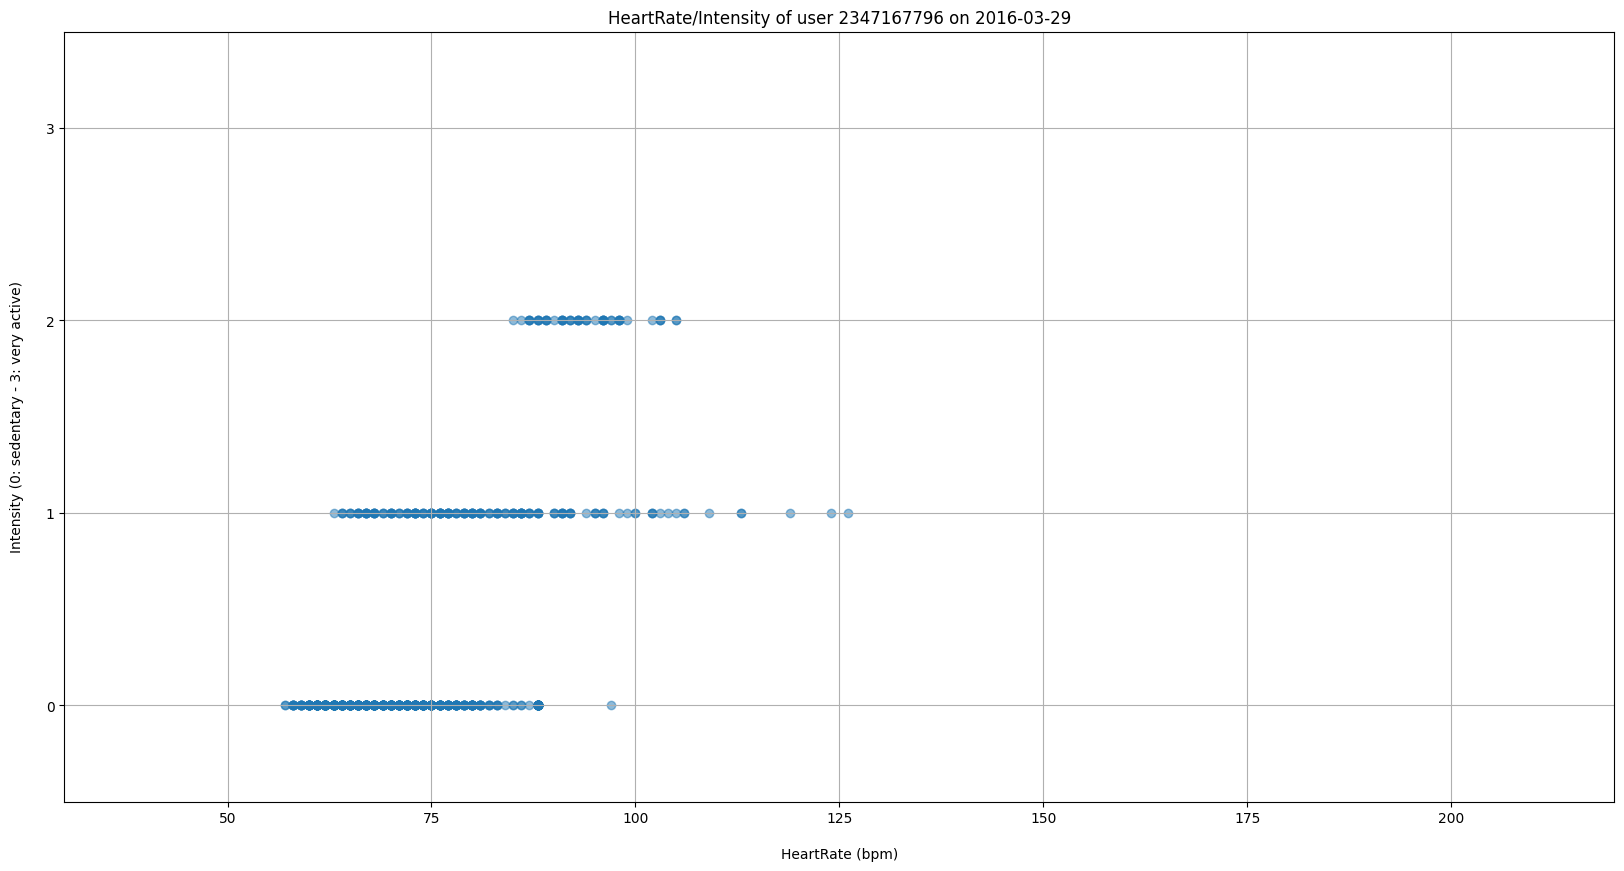 HeartRate/Intensity of user 2347167796 on 2016-03-29
Intensity (0: sedentary - 3: very active)
3
2
1
0
50 75 100 125 150 175 200
HeartRate (bpm)